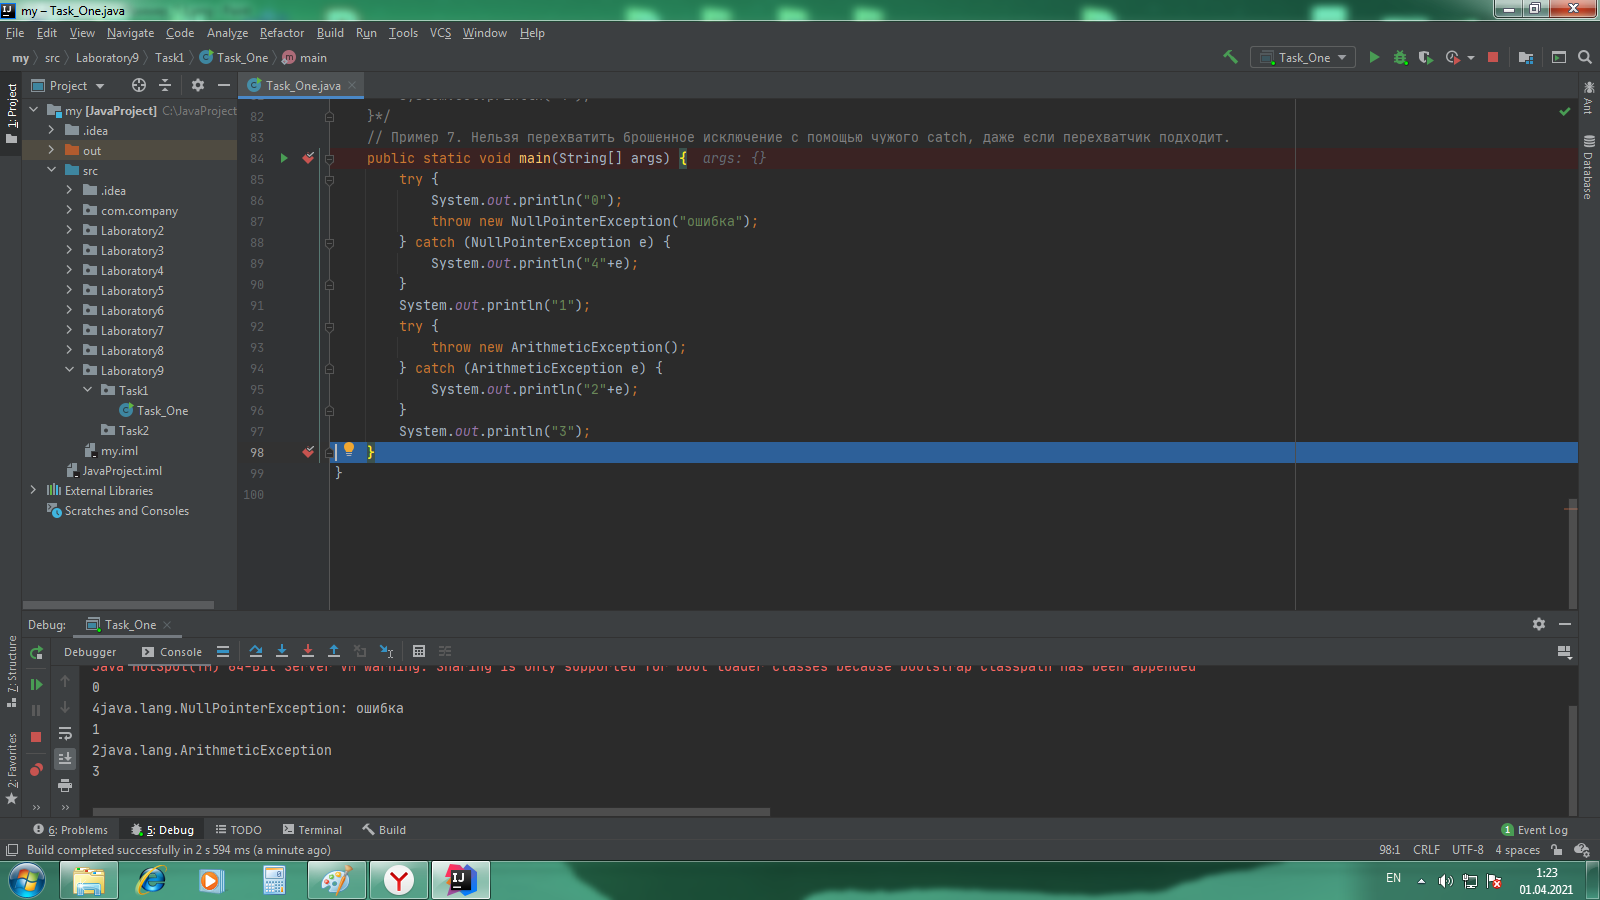 my – Task_One.java
File Edit View Navigate Code Analyze Refactor Build Run Tools VCS Window Help
my src Laboratory9 Task1 Task_One main
Task_One
Project
Task_One.java
1: Project
my [JavaProject] C:\JavaProject
.idea
out
src
.idea
com.company
Laboratory2
Laboratory3
Laboratory4
Laboratory5
Laboratory6
Laboratory7
Laboratory8
Laboratory9
Task1
Task_One
Task2
my.iml
JavaProject.iml
External Libraries
Scratches and Consoles
82 }*/
83 // Пример 7. Нельзя перехватить брошенное исключение с помощью чужого catch, даже если перехватчик подходит.
84 public static void main(String[] args) { args: {}
85 try {
86 System.out.println("0");
87 throw new NullPointerException("ошибка");
88 } catch (NullPointerException e) {
89 System.out.println("4"+e);
90 }
91 System.out.println("1");
92 try {
93 throw new ArithmeticException();
94 } catch (ArithmeticException e) {
95 System.out.println("2"+e);
96 }
97 System.out.println("3");
98 }
99 }
100
Ant
Database
Debug: Task_One
Debugger Console
7: Structure
2: Favorites
Java HotSpot(TM) 64-Bit Server VM warning: Sharing is only supported for boot loader classes because bootstrap classpath has been appended
0
4java.lang.NullPointerException: ошибка
1
2java.lang.ArithmeticException
3
6: Problems 5: Debug TODO Terminal Build
1 Event Log
Build completed successfully in 2 s 594 ms (a minute ago)
98:1 CRLF UTF-8 4 spaces
EN
1:23
01.04.2021